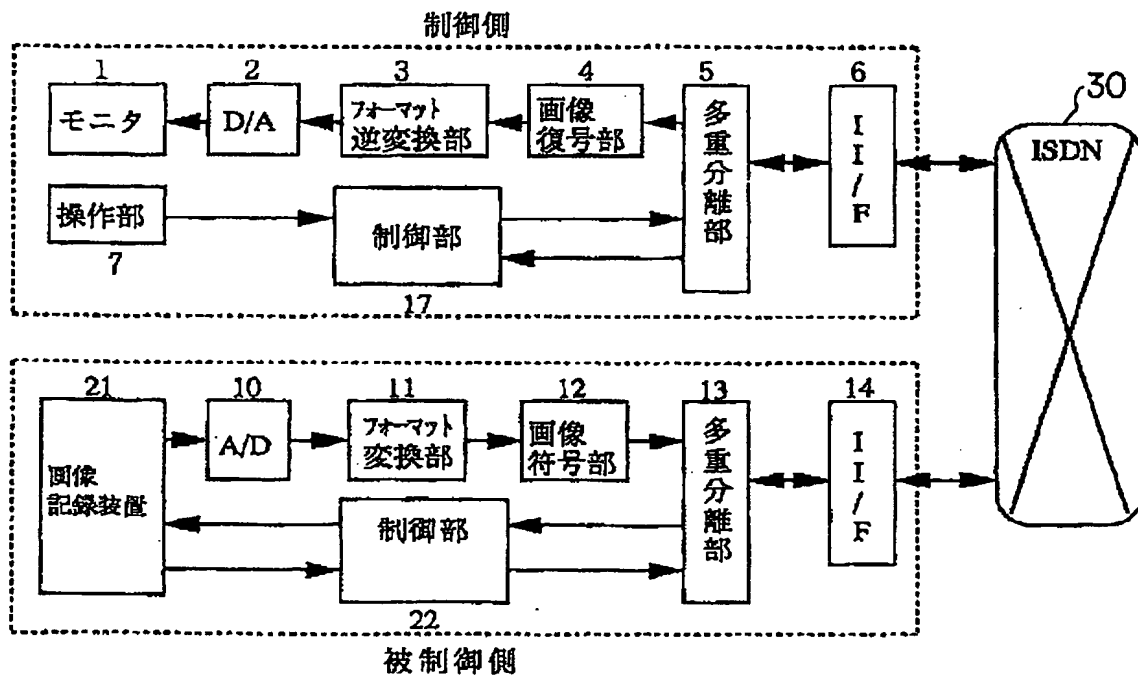 制御側
1
2
3
4
5
6
30
モニタ
D/A
フォーマット
逆変換部
画像
復号部
多重分離部
II/F
ISDN
操作部
7
制御部
17
21
10
11
12
13
14
画像
記録装置
A/D
フォーマット
変換部
画像
符号部
多重分離部
II/F
制御部
22
被制御側